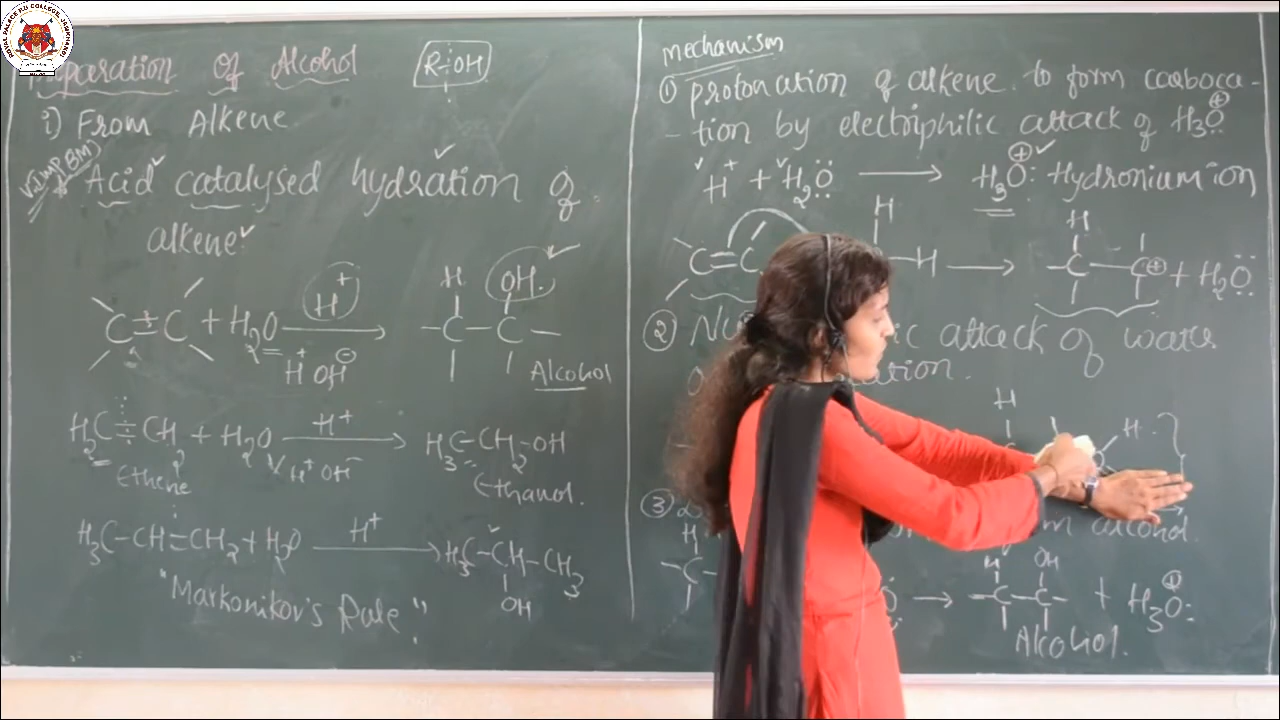 paration of Alcohol R-OH
i) From Alkene
Acid catalysed hydration of
alkene
C=C + H2O H+ H OH
H+ OH⊖
Alcohol
H2C=CH2 + H2O H+ H3C-CH2-OH
Ethene H+ OH- Ethanol.
H3C-CH=CH2 + H2O H+ H3C-CH-CH3
OH
"Markonikov's Rule"
mechanism
① protonation of alkene to form carboca-
-tion by electriphilic attack of H3O⊕
H+ + H2O → H3O⊕ Hydronium ion
C=C H H → H C-C⊕ + H2O
② attack of water
H H
③ alcohol.
H → H OH C-C + H3O⊕
Alcohol.